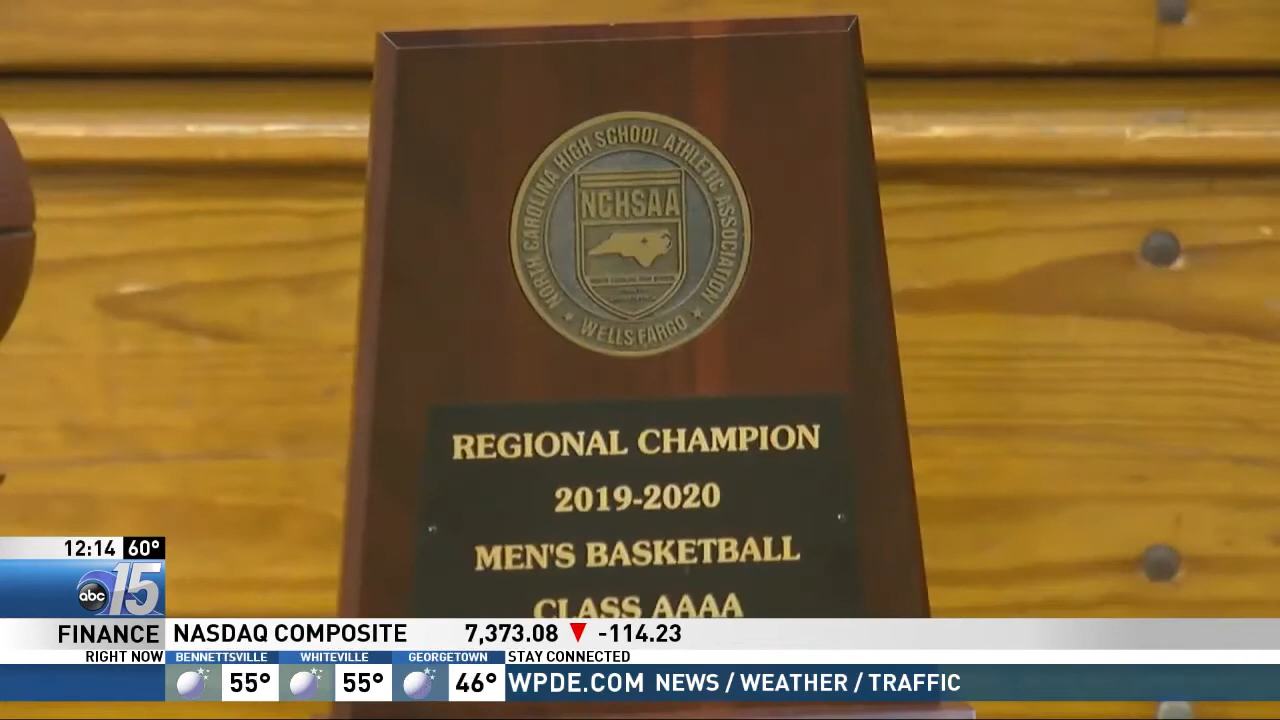 NORTH CAROLINA HIGH SCHOOL ATHLETIC ASSOCIATION
NCHSAA
★ WELLS FARGO ★
REGIONAL CHAMPION
2019-2020
MEN'S BASKETBALL
CLASS AAAA
12:14 60°
abc 15
FINANCE NASDAQ COMPOSITE 7,373.08 ▼ -114.23
RIGHT NOW BENNETTSVILLE WHITEVILLE GEORGETOWN STAY CONNECTED
55° 55° 46° WPDE.COM NEWS / WEATHER / TRAFFIC